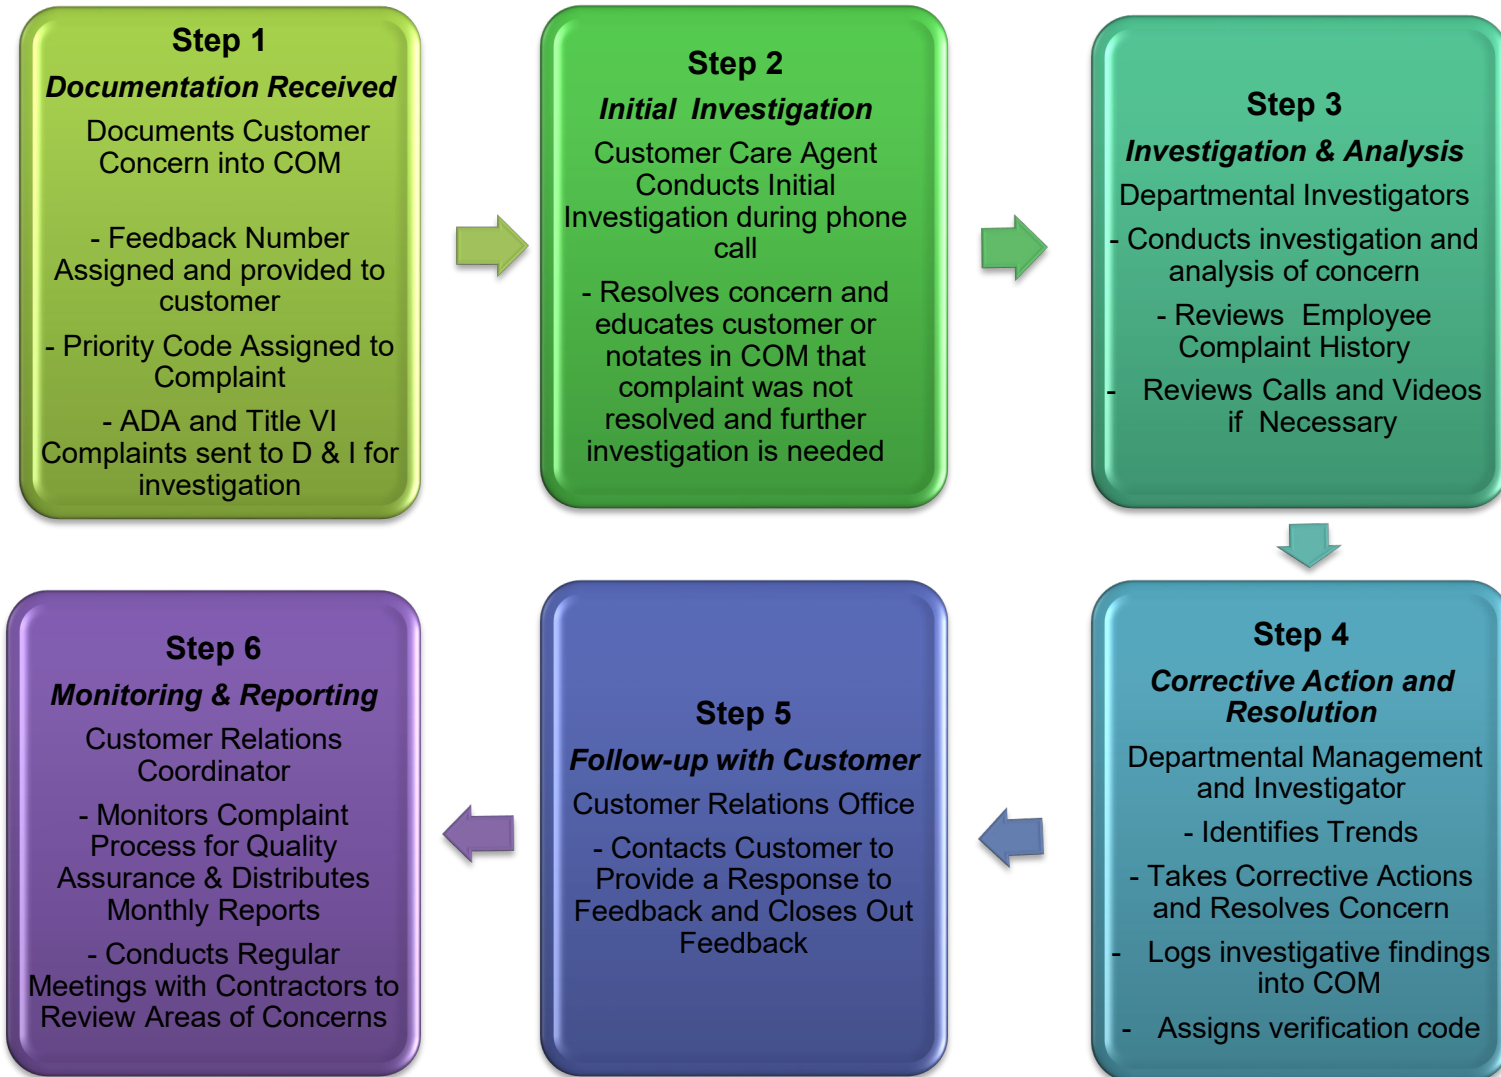 Step 1
Documentation Received
Documents Customer
Concern into COM
- Feedback Number
Assigned and provided to
customer
- Priority Code Assigned to
Complaint
- ADA and Title VI
Complaints sent to D & I for
investigation
Step 2
Initial Investigation
Customer Care Agent
Conducts Initial
Investigation during phone
call
- Resolves concern and
educates customer or
notates in COM that
complaint was not
resolved and further
investigation is needed
Step 3
Investigation & Analysis
Departmental Investigators
- Conducts investigation and
analysis of concern
- Reviews Employee
Complaint History
- Reviews Calls and Videos
if Necessary
Step 4
Corrective Action and
Resolution
Departmental Management
and Investigator
- Identifies Trends
- Takes Corrective Actions
and Resolves Concern
- Logs investigative findings
into COM
- Assigns verification code
Step 5
Follow-up with Customer
Customer Relations Office
- Contacts Customer to
Provide a Response to
Feedback and Closes Out
Feedback
Step 6
Monitoring & Reporting
Customer Relations
Coordinator
- Monitors Complaint
Process for Quality
Assurance & Distributes
Monthly Reports
- Conducts Regular
Meetings with Contractors to
Review Areas of Concerns